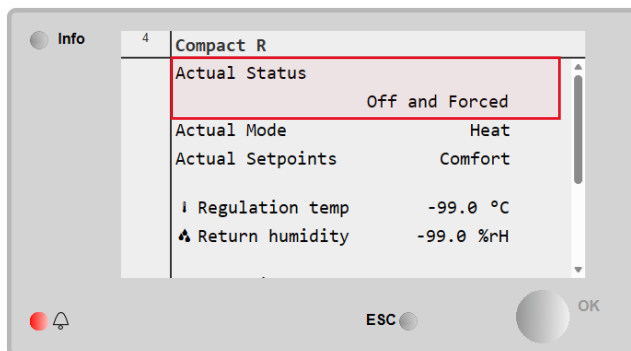 Info
4
Compact R
Actual Status
Off and Forced
Actual Mode Heat
Actual Setpoints Comfort
Regulation temp -99.0 °C
Return humidity -99.0 %rH
ESC
OK